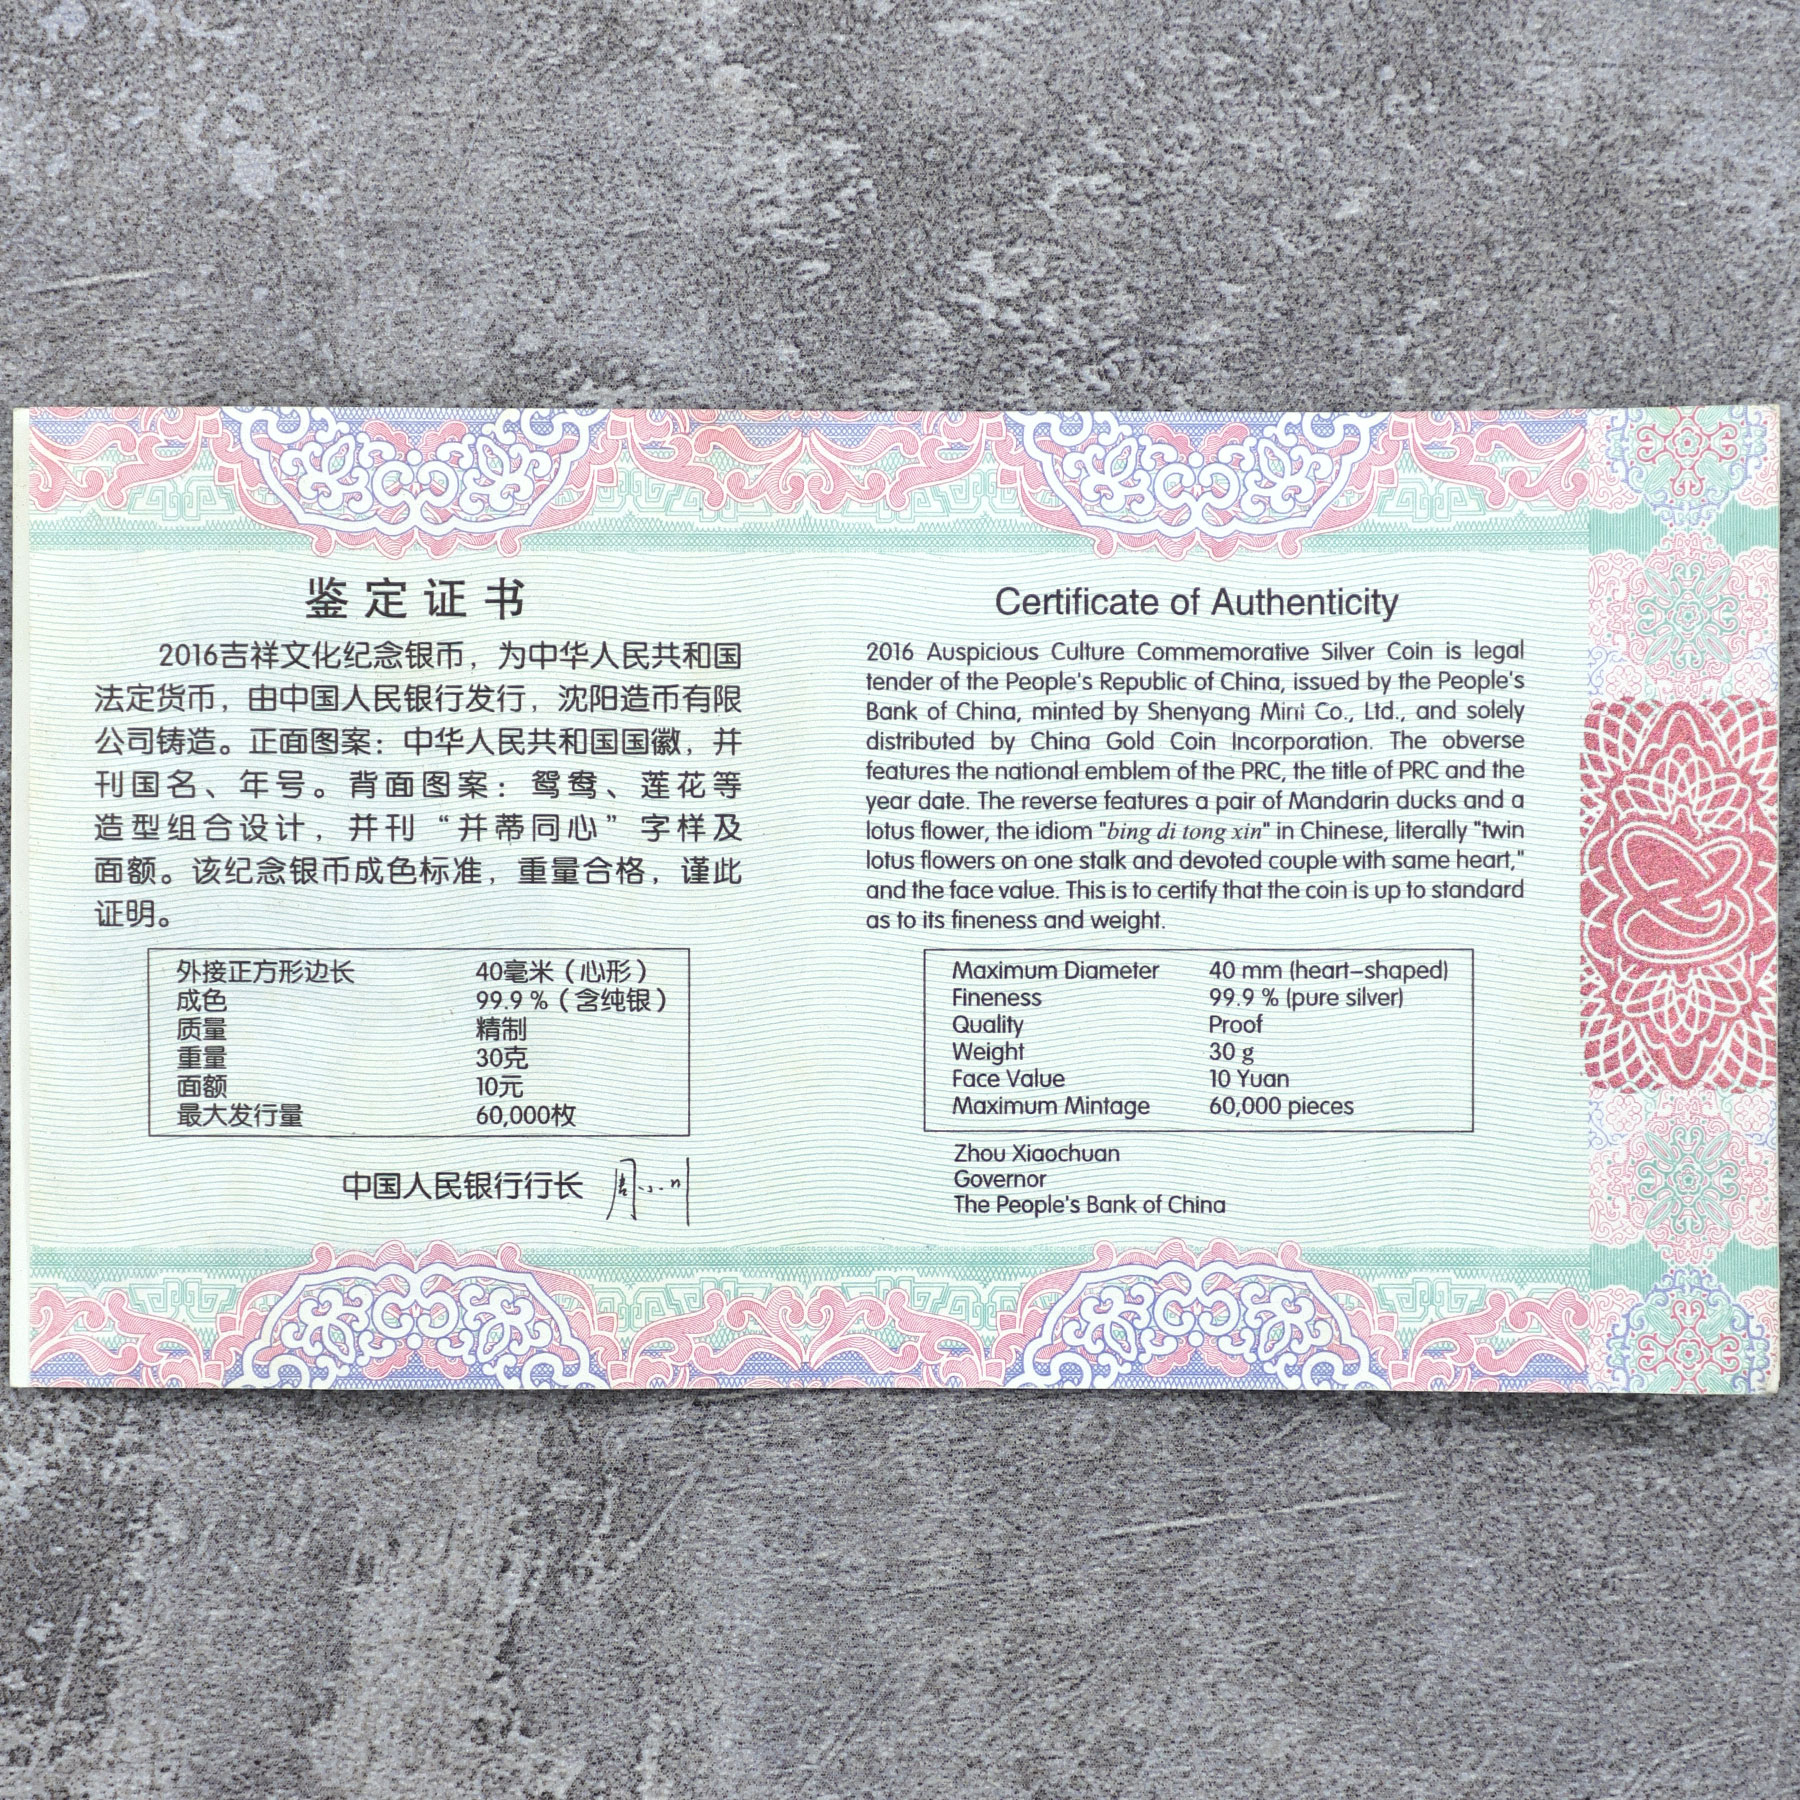 鉴定证书
2016吉祥文化纪念银币，为中华人民共和国
法定货币，由中国人民银行发行，沈阳造币有限
公司铸造。正面图案：中华人民共和国国徽，并
刊国名、年号。背面图案：鸳鸯、莲花等
造型组合设计，并刊“并蒂同心”字样及
面额。该纪念银币成色标准，重量合格，谨此
证明。
外接正方形边长 40毫米（心形）
成色 99.9 %（含纯银）
质量 精制
重量 30克
面额 10元
最大发行量 60,000枚
中国人民银行行长 周小川
Certificate of Authenticity
2016 Auspicious Culture Commemorative Silver Coin is legal
tender of the People's Republic of China, issued by the People's
Bank of China, minted by Shenyang Mint Co., Ltd., and solely
distributed by China Gold Coin Incorporation. The obverse
features the national emblem of the PRC, the title of PRC and the
year date. The reverse features a pair of Mandarin ducks and a
lotus flower, the idiom "bing di tong xin" in Chinese, literally "twin
lotus flowers on one stalk and devoted couple with same heart,"
and the face value. This is to certify that the coin is up to standard
as to its fineness and weight.
Maximum Diameter 40 mm (heart-shaped)
Fineness 99.9 % (pure silver)
Quality Proof
Weight 30 g
Face Value 10 Yuan
Maximum Mintage 60,000 pieces
Zhou Xiaochuan
Governor
The People's Bank of China